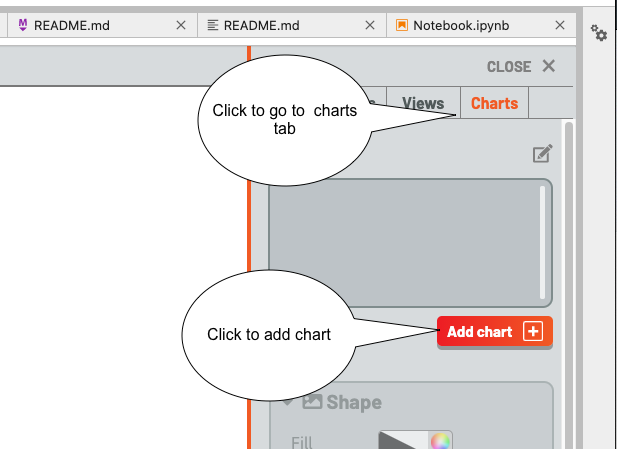 README.md
README.md
Notebook.ipynb
CLOSE
Views
Charts
Click to go to charts
tab
Click to add chart
Add chart
Shape
Fill